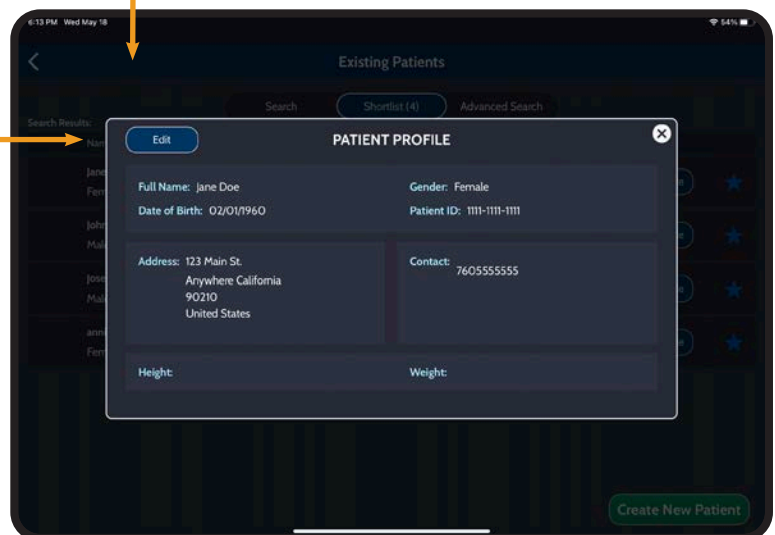 6:13 PM Wed May 18 54%
Existing Patients
Search Shortlist (4) Advanced Search
Search Results:
Edit PATIENT PROFILE
Full Name: Jane Doe Gender: Female
Date of Birth: 02/01/1960 Patient ID: 1111-1111-1111
Address: 123 Main St. Contact: 7605555555
Anywhere California
90210
United States
Height: Weight:
Create New Patient